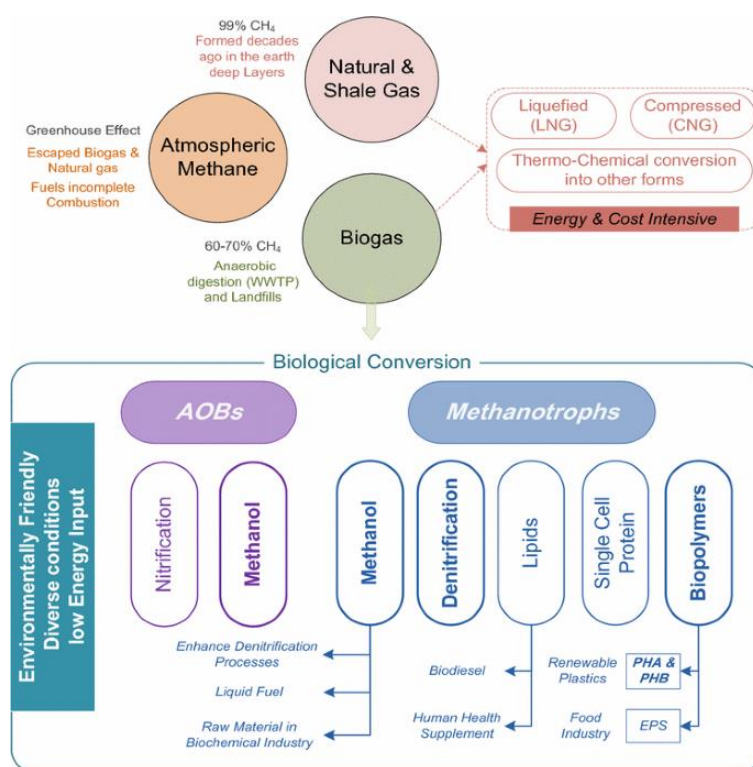 99% CH₄
Formed decades
ago in the earth
deep Layers
Natural &
Shale Gas
Liquefied
(LNG)
Compressed
(CNG)
Thermo-Chemical conversion
into other forms
Energy & Cost Intensive
Greenhouse Effect
Escaped Biogas &
Natural gas
Fuels incomplete
Combustion
Atmospheric
Methane
Biogas
60-70% CH₄
Anaerobic
digestion (WWTP)
and Landfills
Biological Conversion
Environmentally Friendly
Diverse conditions
low Energy Input
AOBs
Methanotrophs
Nitrification
Methanol
Methanol
Denitrification
Lipids
Single Cell
Protein
Biopolymers
Enhance Denitrification
Processes
Liquid Fuel
Raw Material in
Biochemical Industry
Biodiesel
Human Health
Supplement
Renewable
Plastics
PHA &
PHB
Food
Industry
EPS